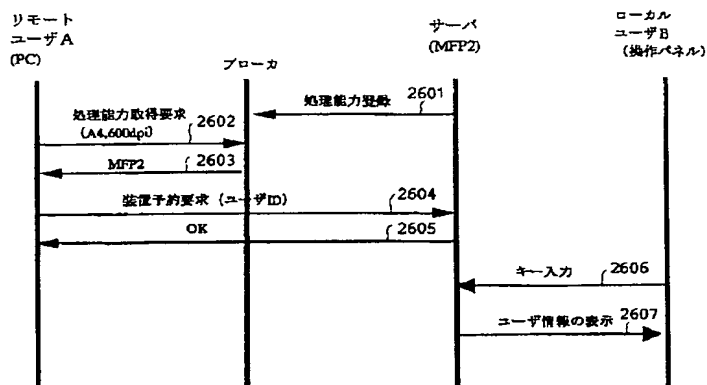 リモート
ユーザA
(PC)
ブローカ
サーバ
(MFP2)
ローカル
ユーザB
(操作パネル)
処理能力登録
2601
処理能力取得要求
(A4,600dpi)
2602
MFP2
2603
装置予約要求 (ユーザID)
2604
OK
2605
キー入力
2606
ユーザ情報の表示
2607